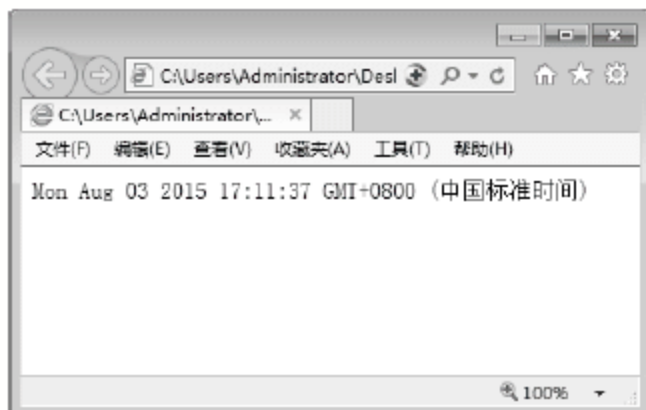 C:\Users\Administrator\Desl
C:\Users\Administrator\...
文件(F) 编辑(E) 查看(V) 收藏夹(A) 工具(T) 帮助(H)
Mon Aug 03 2015 17:11:37 GMT+0800 (中国标准时间)
100%